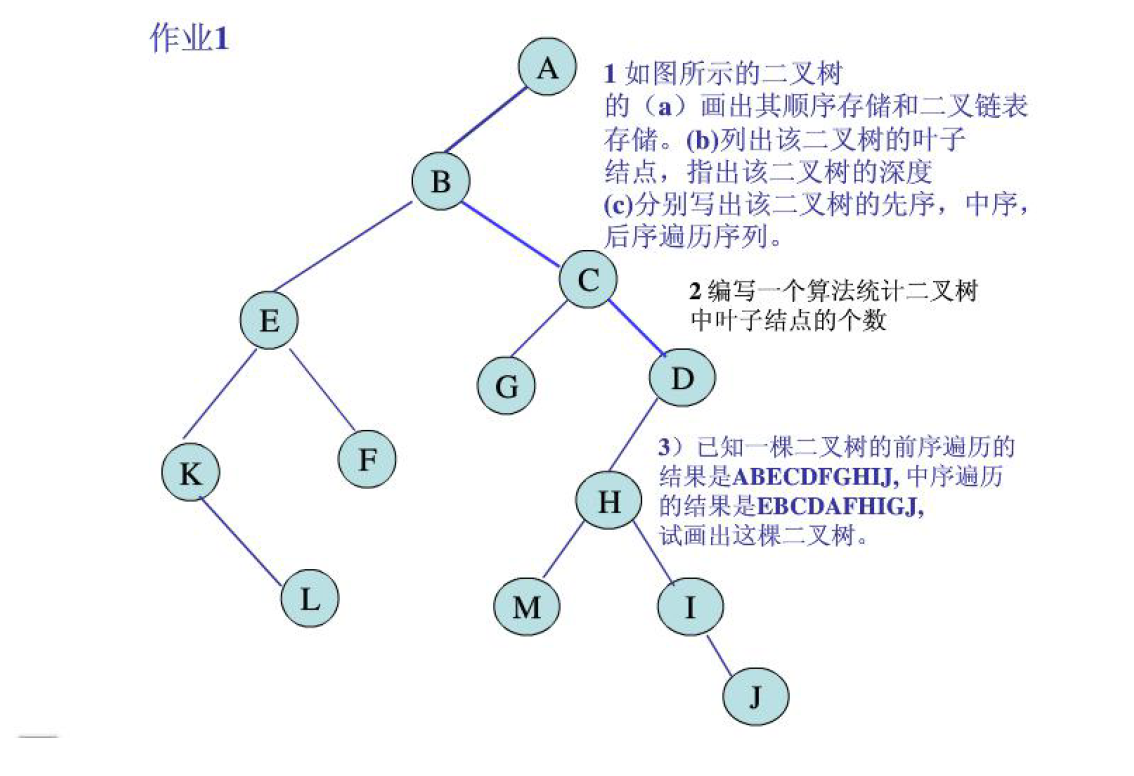 作业1
A
1 如图所示的二叉树
的（a）画出其顺序存储和二叉链表
存储。(b)列出该二叉树的叶子
结点，指出该二叉树的深度
(c)分别写出该二叉树的先序，中序，
后序遍历序列。
B
C
2 编写一个算法统计二叉树
中叶子结点的个数
E
G
D
3）已知一棵二叉树的前序遍历的
结果是ABECDFGHIJ, 中序遍历
的结果是EBCDAFHIGJ,
试画出这棵二叉树。
K
F
H
L
M
I
J